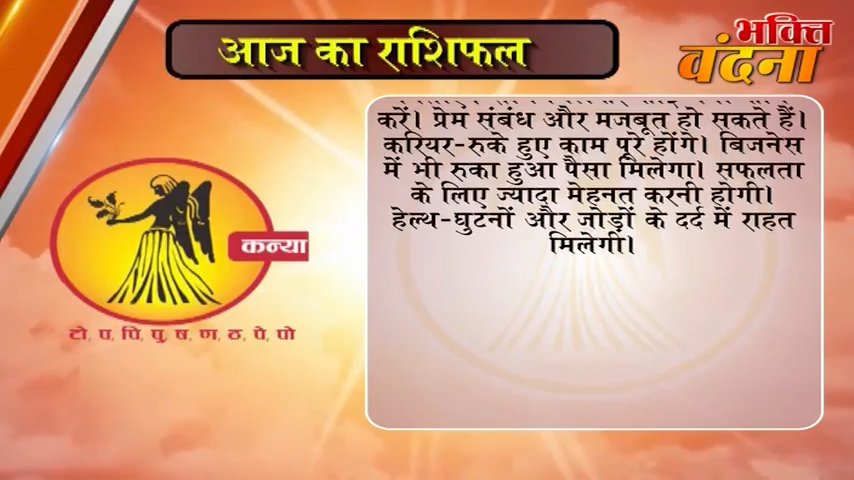 आज का राशिफल
भक्ति
वंदना
करें। प्रेम संबंध और मजबूत हो सकते हैं।
करियर-रुके हुए काम पूरे होंगे। बिजनेस
में भी रुका हुआ पैसा मिलेगा। सफलता
के लिए ज्यादा मेहनत करनी होगी।
हेल्थ-घुटनों और जोड़ों के दर्द में राहत
मिलेगी।
कन्या
टो, प, पि, पु, ष, ण, ठ, पे, पो